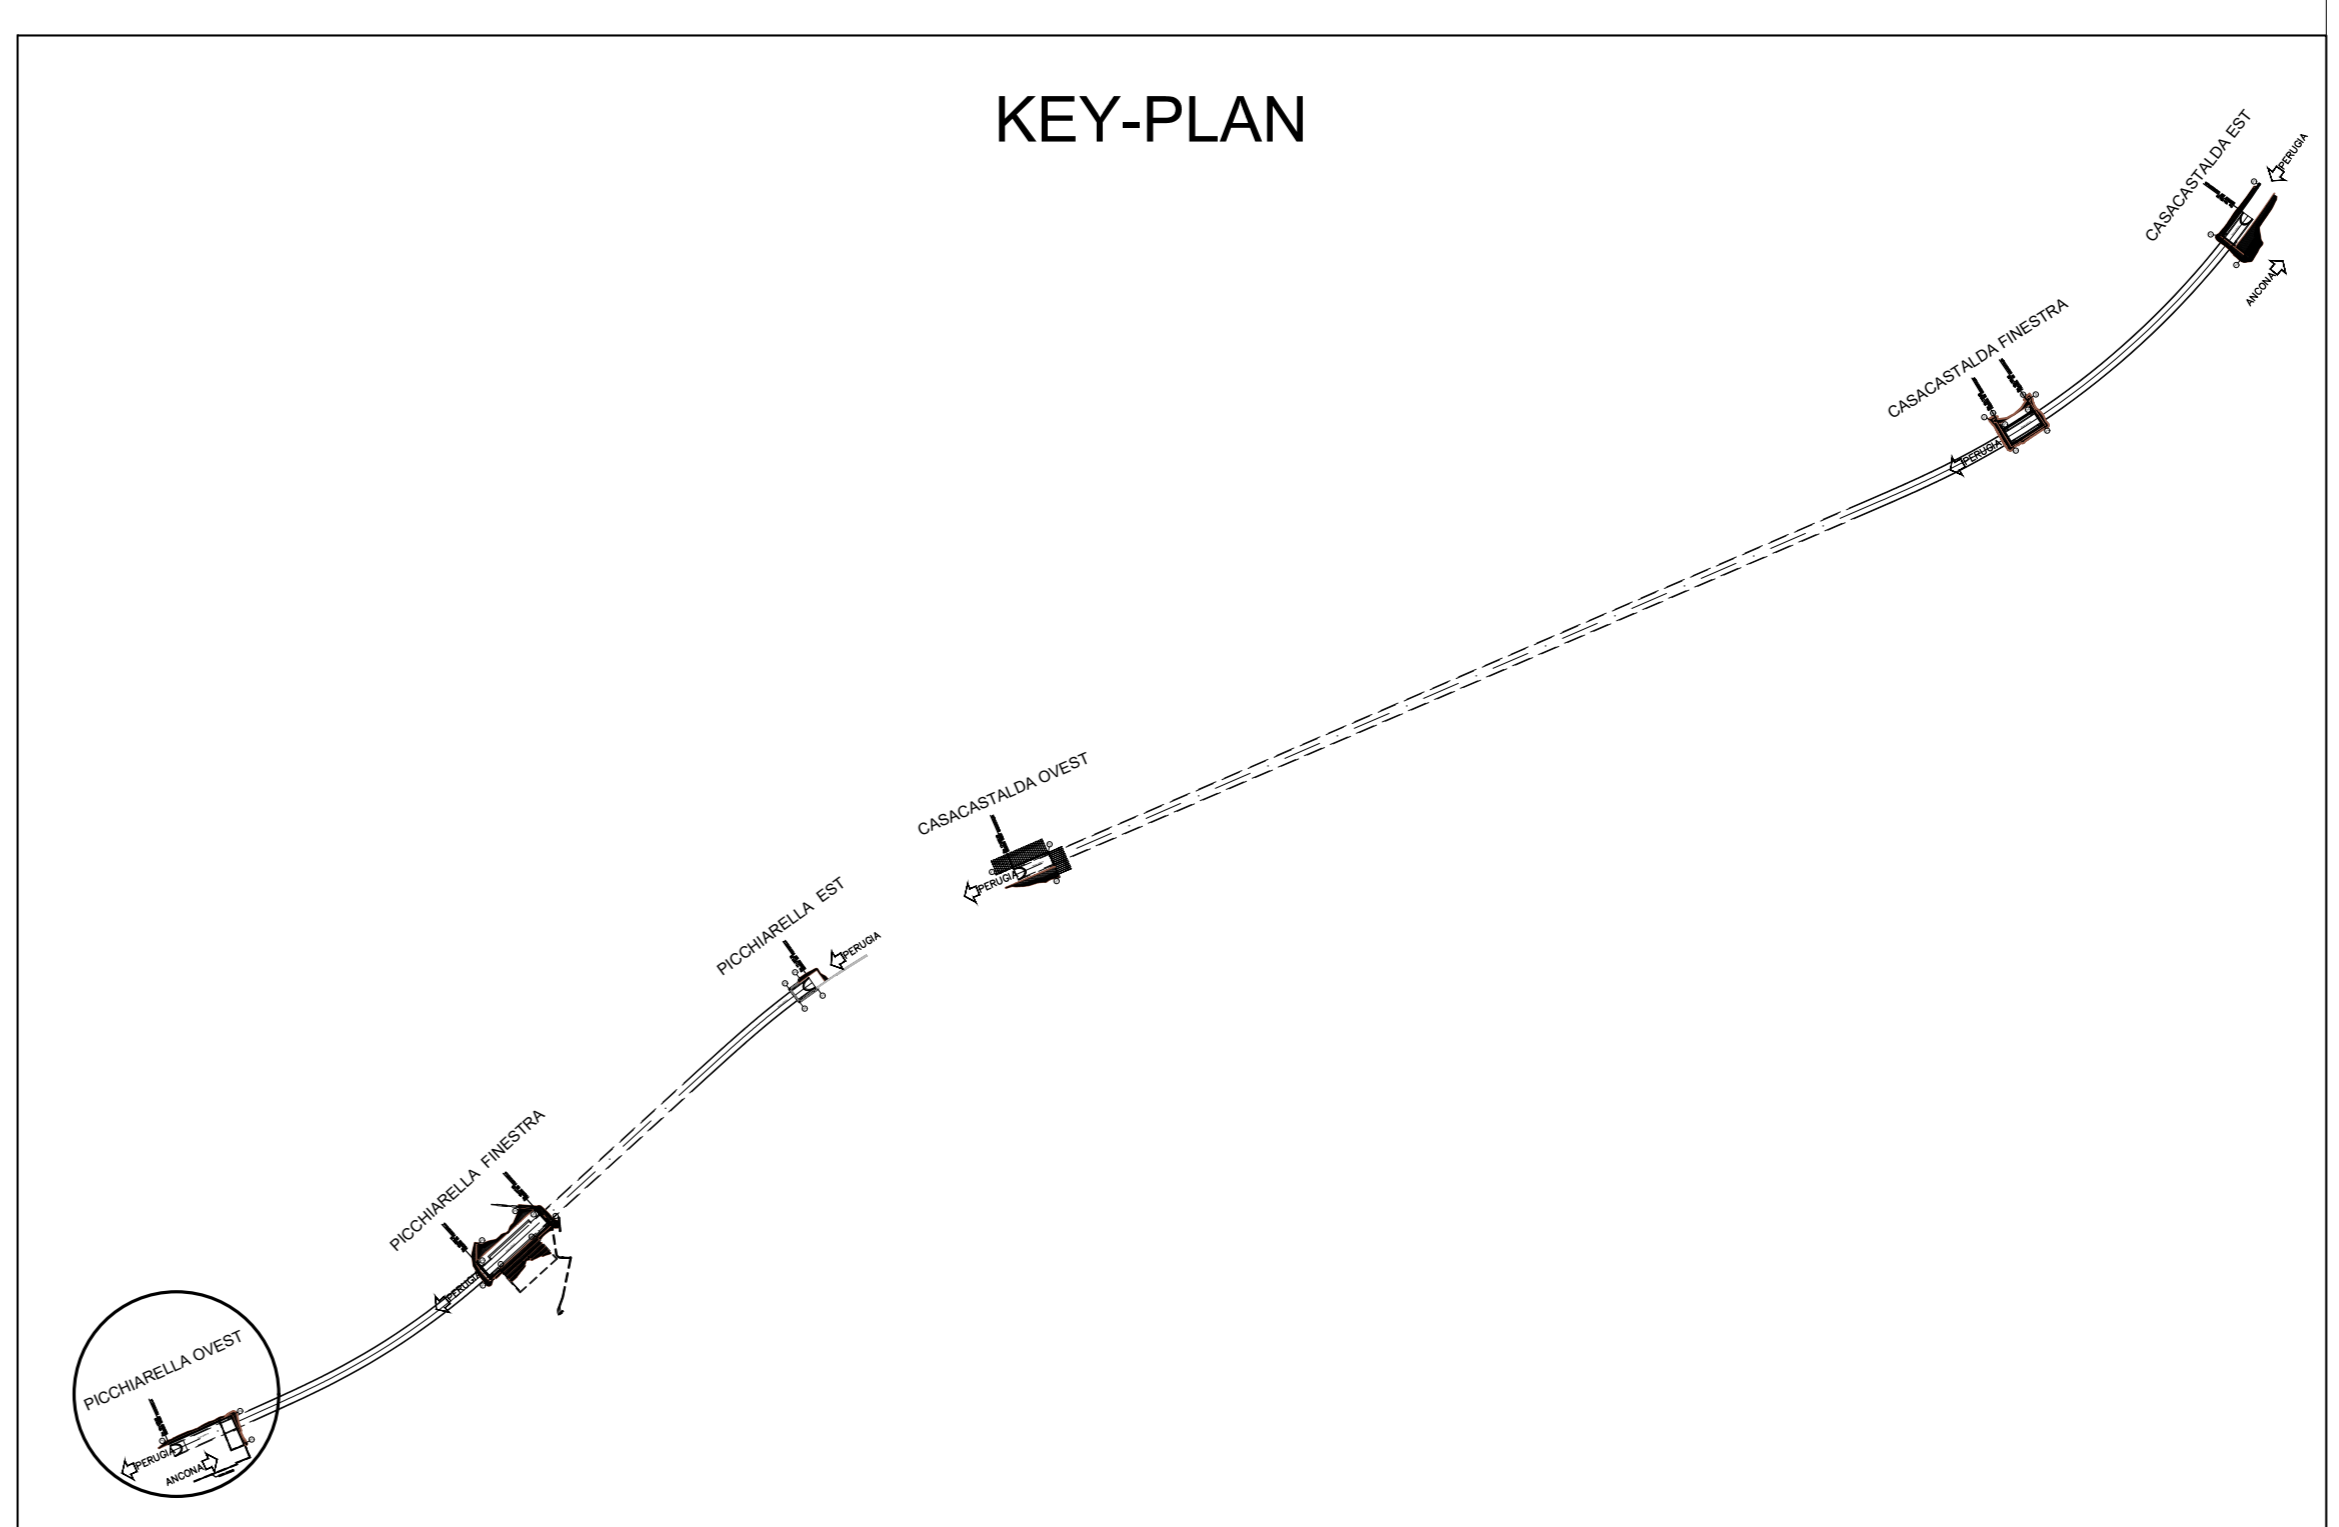 KEY-PLAN
CASACASTALDA EST
PERUGIA
ANCONA
CASACASTALDA FINESTRA
PERUGIA
CASACASTALDA OVEST
PERUGIA
PICCHIARELLA EST
PERUGIA
PICCHIARELLA FINESTRA
PERUGIA
PICCHIARELLA OVEST
PERUGIA
ANCONA